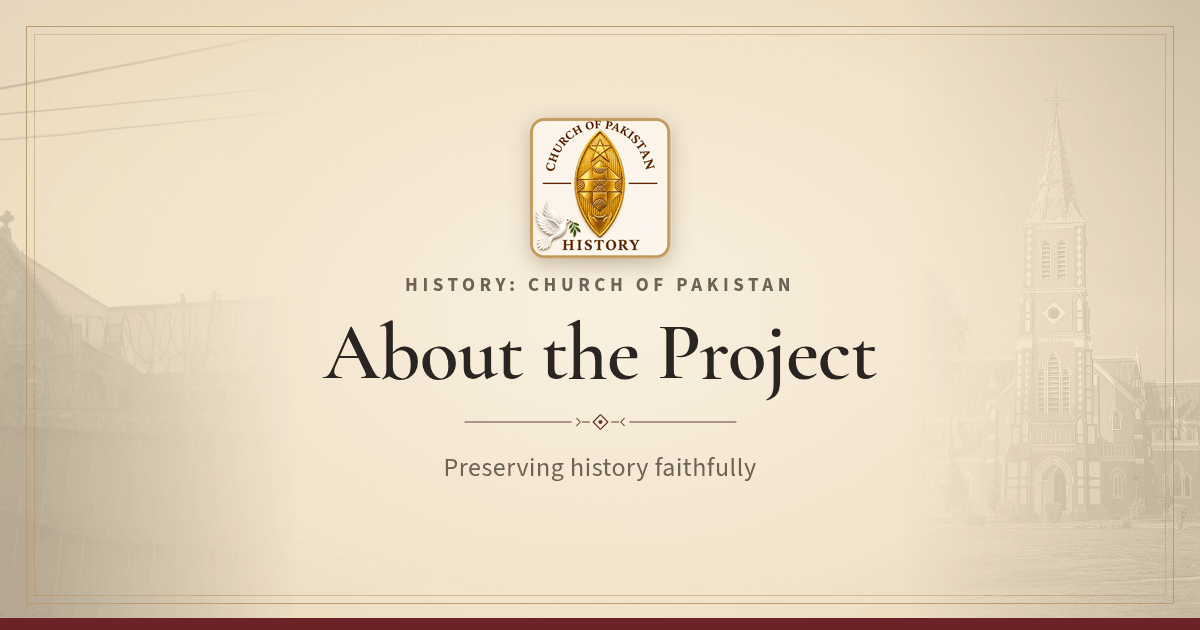 CHURCH OF PAKISTAN
HISTORY
HISTORY: CHURCH OF PAKISTAN
About the Project
Preserving history faithfully